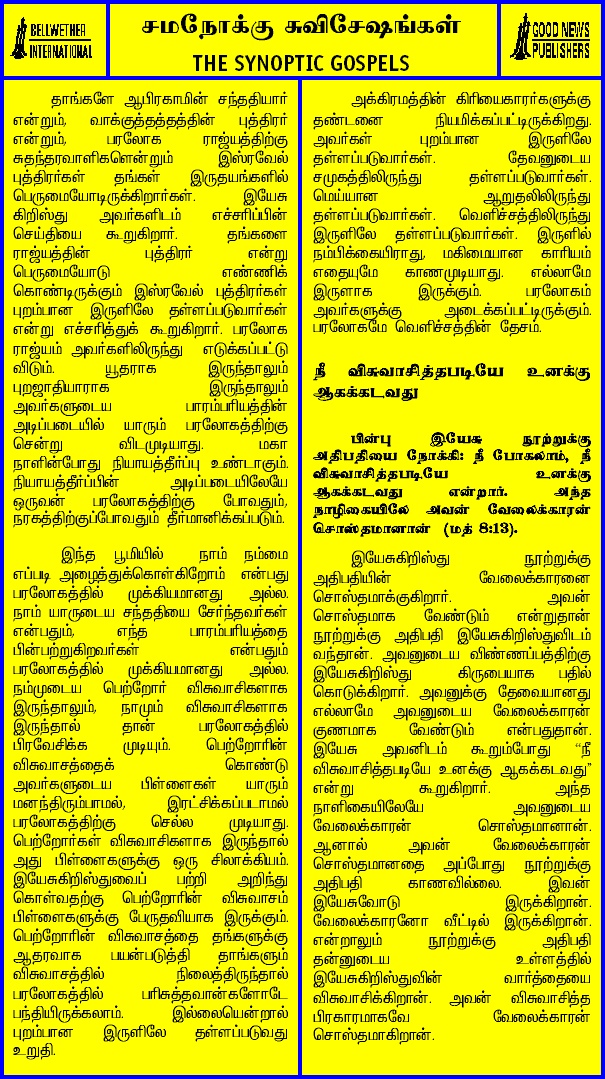 BELLWETHER
INTERNATIONAL
சமநோக்கு சுவிசேஷங்கள்
THE SYNOPTIC GOSPELS
GOOD NEWS
PUBLISHERS
தாங்களே ஆபிரகாமின் சந்ததியார்
என்றும், வாக்குத்தத்தத்தின் புத்திரர்
என்றும், பரலோக ராஜ்யத்திற்கு
சுதந்தரவாளிகளென்றும் இஸ்ரவேல்
புத்திரர்கள் தங்கள் இருதயங்களில்
பெருமையோடிருக்கிறார்கள். இயேசு
கிறிஸ்து அவர்களிடம் எச்சரிப்பின்
செய்தியை கூறுகிறார். தங்களை
ராஜ்யத்தின் புத்திரர் என்று
பெருமையோடு எண்ணிக்
கொண்டிருக்கும் இஸ்ரவேல் புத்திரர்கள்
புறம்பான இருளிலே தள்ளப்படுவார்கள்
என்று எச்சரித்துக் கூறுகிறார். பரலோக
ராஜ்யம் அவர்களிலிருந்து எடுக்கப்பட்டு
விடும். யூதராக இருந்தாலும்
புறஜாதியாராக இருந்தாலும்
அவர்களுடைய பாரம்பரியத்தின்
அடிப்படையில் யாரும் பரலோகத்திற்கு
சென்று விடமுடியாது. மகா
நாளின்போது நியாயத்தீர்ப்பு உண்டாகும்.
நியாயத்தீர்ப்பின் அடிப்படையிலேயே
ஒருவன் பரலோகத்திற்கு போவதும்,
நரகத்திற்குப்போவதும் தீர்மானிக்கப்படும்.
இந்த பூமியில் நாம் நம்மை
எப்படி அழைத்துக்கொள்கிறோம் என்பது
பரலோகத்தில் முக்கியமானது அல்ல.
நாம் யாருடைய சந்ததியை சேர்ந்தவர்கள்
என்பதும், எந்த பாரம்பரியத்தை
பின்பற்றுகிறவர்கள் என்பதும்
பரலோகத்தில் முக்கியமானது அல்ல.
நம்முடைய பெற்றோர் விசுவாசிகளாக
இருந்தாலும், நாமும் விசுவாசிகளாக
இருந்தால் தான் பரலோகத்தில்
பிரவேசிக்க முடியும். பெற்றோரின்
விசுவாசத்தைக் கொண்டு
அவர்களுடைய பிள்ளைகள் யாரும்
மனந்திரும்பாமல், இரட்சிக்கப்படாமல்
பரலோகத்திற்கு செல்ல முடியாது.
பெற்றோர்கள் விசுவாசிகளாக இருந்தால்
அது பிள்ளைகளுக்கு ஒரு சிலாக்கியம்.
இயேசுகிறிஸ்துவைப் பற்றி அறிந்து
கொள்வதற்கு பெற்றோரின் விசுவாசம்
பிள்ளைகளுக்கு பேருதவியாக இருக்கும்.
பெற்றோரின் விசுவாசத்தை தங்களுக்கு
ஆதரவாக பயன்படுத்தி தாங்களும்
விசுவாசத்தில் நிலைத்திருந்தால்
பரலோகத்தில் பரிசுத்தவான்களோடே
பந்தியிருக்கலாம். இல்லையென்றால்
புறம்பான இருளிலே தள்ளப்படுவது
உறுதி.
அக்கிரமத்தின் கிரியைகாரர்களுக்கு
தண்டனை நியமிக்கப்பட்டிருக்கிறது.
அவர்கள் புறம்பான இருளிலே
தள்ளப்படுவார்கள். தேவனுடைய
சமுகத்திலிருந்து தள்ளப்படுவார்கள்.
மெய்யான ஆறுதலிலிருந்து
தள்ளப்படுவார்கள். வெளிச்சத்திலிருந்து
இருளிலே தள்ளப்படுவார்கள். இருளில்
நம்பிக்கையிராது, மகிமையான காரியம்
எதையுமே காணமுடியாது. எல்லாமே
இருளாக இருக்கும். பரலோகம்
அவர்களுக்கு அடைக்கப்பட்டிருக்கும்.
பரலோகமே வெளிச்சத்தின் தேசம்.
நீ விசுவாசித்தபடியே உனக்கு
ஆகக்கடவது
பின்பு இயேசு நூற்றுக்கு
அதிபதியை நோக்கி: நீ போகலாம், நீ
விசுவாசித்தபடியே உனக்கு
ஆகக்கடவது என்றார். அந்த
நாழிகையிலே அவன் வேலைக்காரன்
சொஸ்தமானான் (மத் 8:13).
இயேசுகிறிஸ்து நூற்றுக்கு
அதிபதியின் வேலைக்காரனை
சொஸ்தமாக்குகிறார். அவன்
சொஸ்தமாக வேண்டும் என்றுதான்
நூற்றுக்கு அதிபதி இயேசுகிறிஸ்துவிடம்
வந்தான். அவனுடைய விண்ணப்பத்திற்கு
இயேசுகிறிஸ்து கிருபையாக பதில்
கொடுக்கிறார். அவனுக்கு தேவையானது
எல்லாமே அவனுடைய வேலைக்காரன்
குணமாக வேண்டும் என்பதுதான்.
இயேசு அவனிடம் கூறும்போது “நீ
விசுவாசித்தபடியே உனக்கு ஆகக்கடவது”
என்று கூறுகிறார். அந்த
நாளிகையிலேயே அவனுடைய
வேலைக்காரன் சொஸ்தமானான்.
ஆனால் அவன் வேலைக்காரன்
சொஸ்தமானதை அப்போது நூற்றுக்கு
அதிபதி காணவில்லை. இவன்
இயேசுவோடு இருக்கிறான்.
வேலைக்காரனோ வீட்டில் இருக்கிறான்.
என்றாலும் நூற்றுக்கு அதிபதி
தன்னுடைய உள்ளத்தில்
இயேசுகிறிஸ்துவின் வார்த்தையை
விசுவாசிக்கிறான். அவன் விசுவாசித்த
பிரகாரமாகவே வேலைக்காரன்
சொஸ்தமாகிறான்.